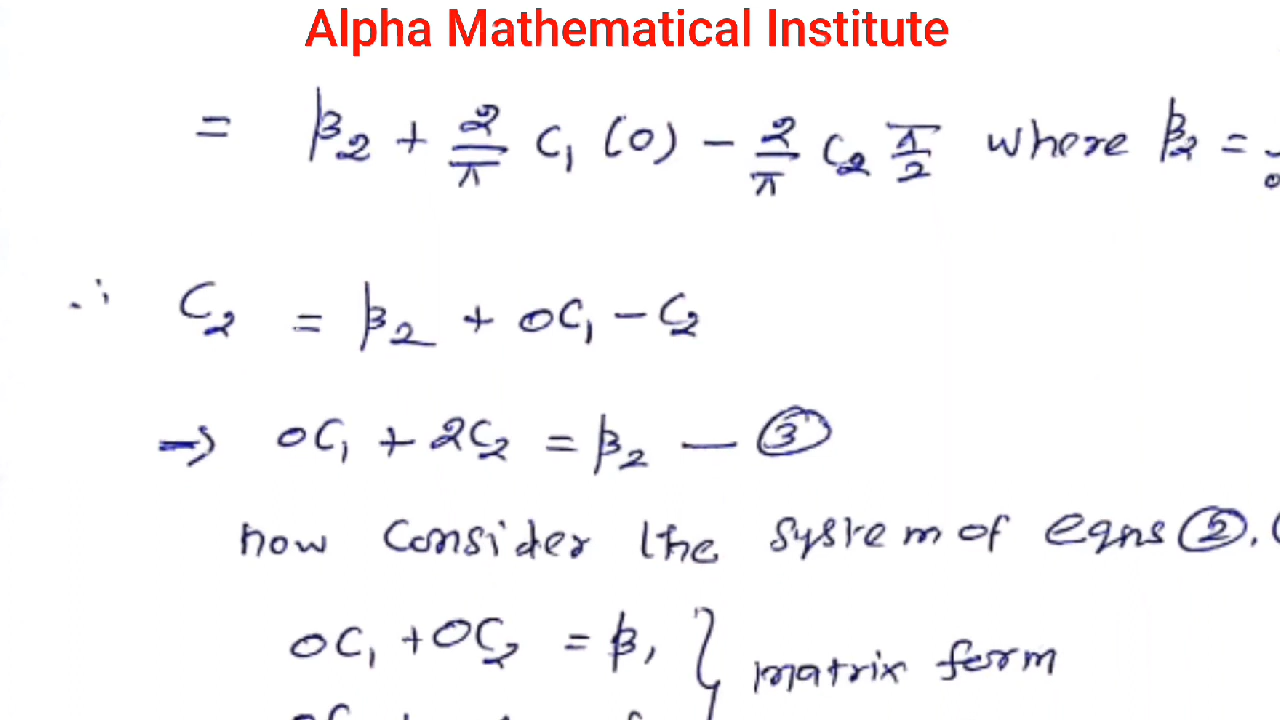 Alpha Mathematical Institute
= β₂ + 2/π C₁ (0) − 2/π C₂ π/2 where β₂ =
∴ C₂ = β₂ + 0C₁ − C₂
⇒ 0C₁ + 2C₂ = β₂ — ③
now consider the system of eqns ②,
0C₁ + 0C₂ = β₁ } matrix form